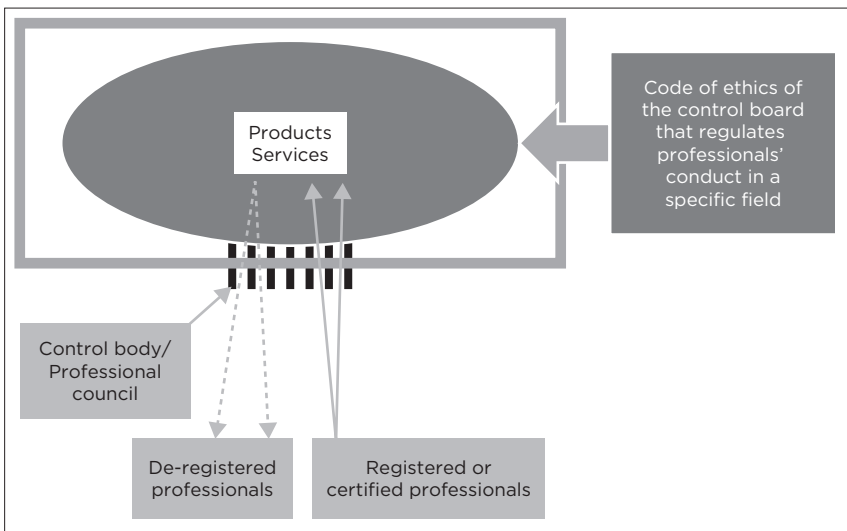 Products
Services
Code of ethics of
the control board
that regulates
professionals’
conduct in a
specific field
Control body/
Professional
council
De-registered
professionals
Registered or
certified professionals